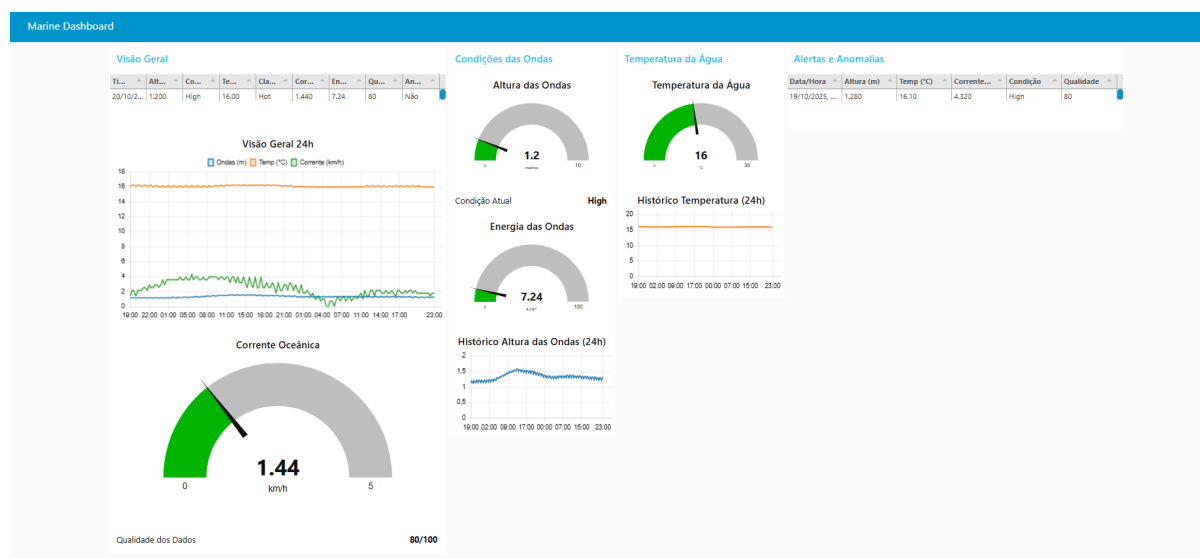 Marine Dashboard
Visão Geral
Ti... Alt... Co... Te... Cla... Cor... En... Qu... An...
20/10/2... 1.200 High 16.00 Hot 1.440 7.24 80 Não
Visão Geral 24h
Ondas (m) Temp (°C) Corrente (km/h)
18
16
14
12
10
8
6
4
2
0
19:00 22:00 01:00 05:00 08:00 11:00 15:00 18:00 21:00 01:00 04:00 07:00 11:00 14:00 17:00 23:00
Corrente Oceánica
1.44
0 km/h 5
Qualidade dos Dados 80/100
Condições das Ondas
Altura das Ondas
1.2
0 metros 10
Condição Atual High
Energia das Ondas
7.24
0 100
Histórico Altura das Ondas (24h)
2
1,5
1
0,5
0
19:00 02:00 09:00 17:00 00:00 07:00 15:00 23:00
Temperatura da Água
Temperatura da Água
16
0 °C 35
Histórico Temperatura (24h)
20
15
10
5
0
19:00 02:00 09:00 17:00 00:00 07:00 15:00 23:00
Alertas e Anomalias
Data/Hora Altura (m) Temp (°C) Corrente... Condição Qualidade
19/10/2025, ... 1.280 16.10 4.320 High 80